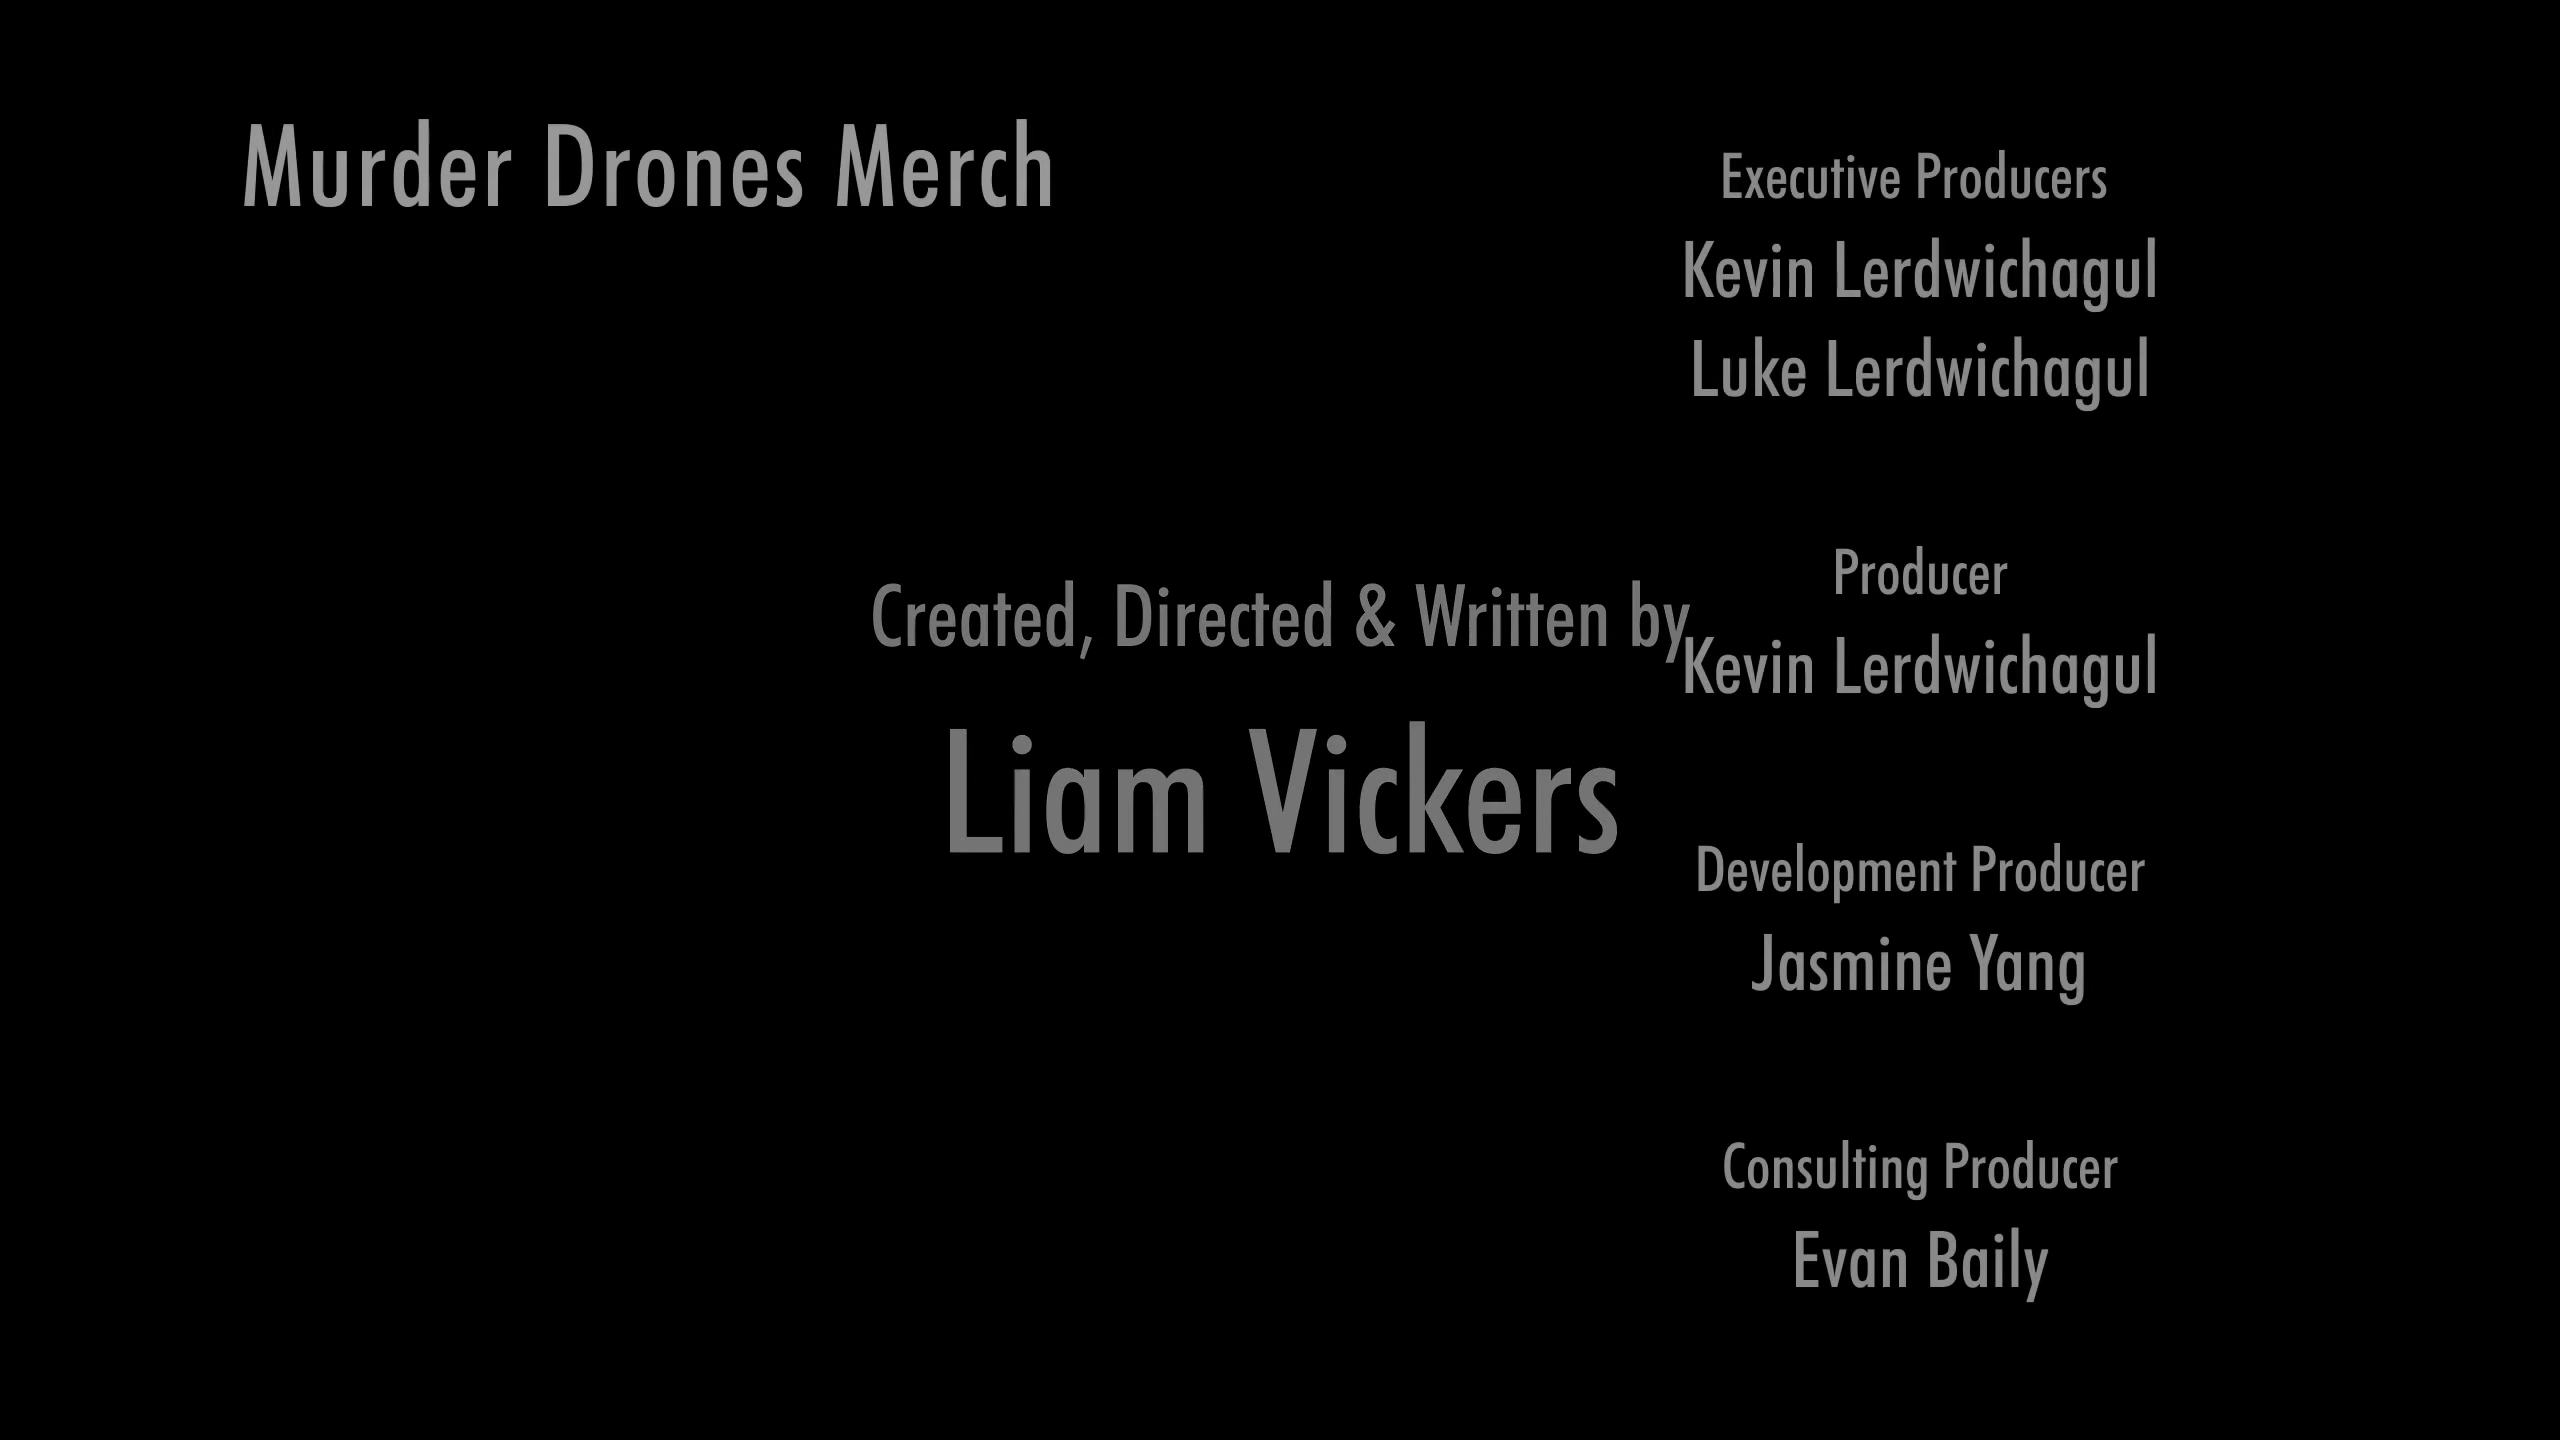 Murder Drones Merch
Created, Directed & Written by
Liam Vickers
Executive Producers
Kevin Lerdwichagul
Luke Lerdwichagul
Producer
Kevin Lerdwichagul
Development Producer
Jasmine Yang
Consulting Producer
Evan Baily